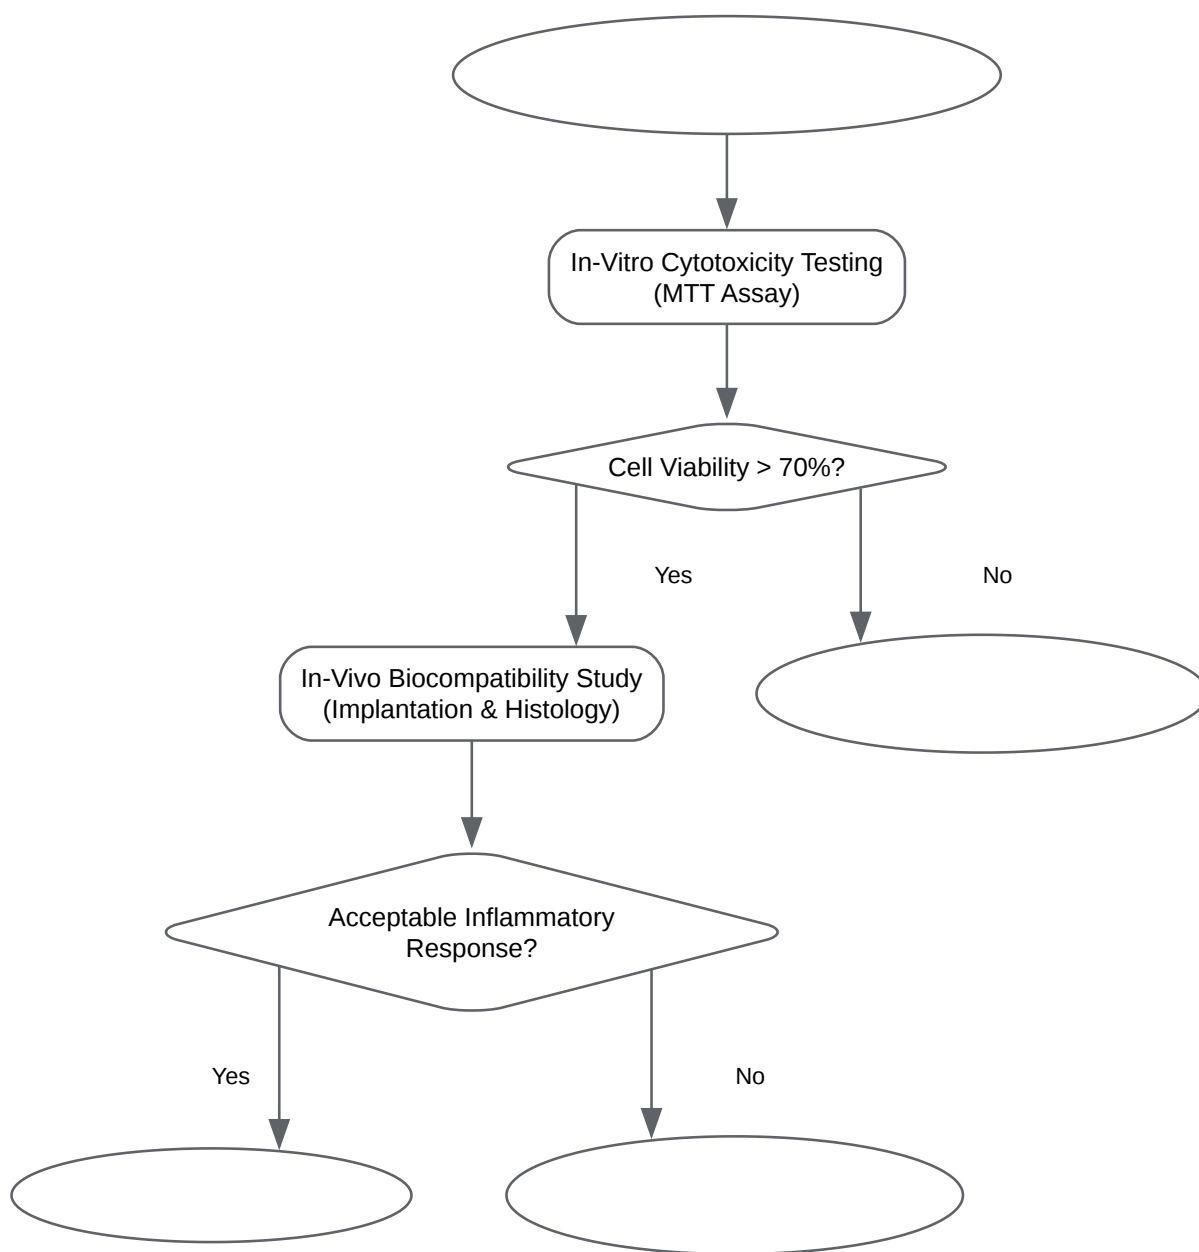 In-Vitro Cytotoxicity Testing
(MTT Assay)
Cell Viability > 70%?
Yes
No
In-Vivo Biocompatibility Study
(Implantation & Histology)
Acceptable Inflammatory
Response?
Yes
No